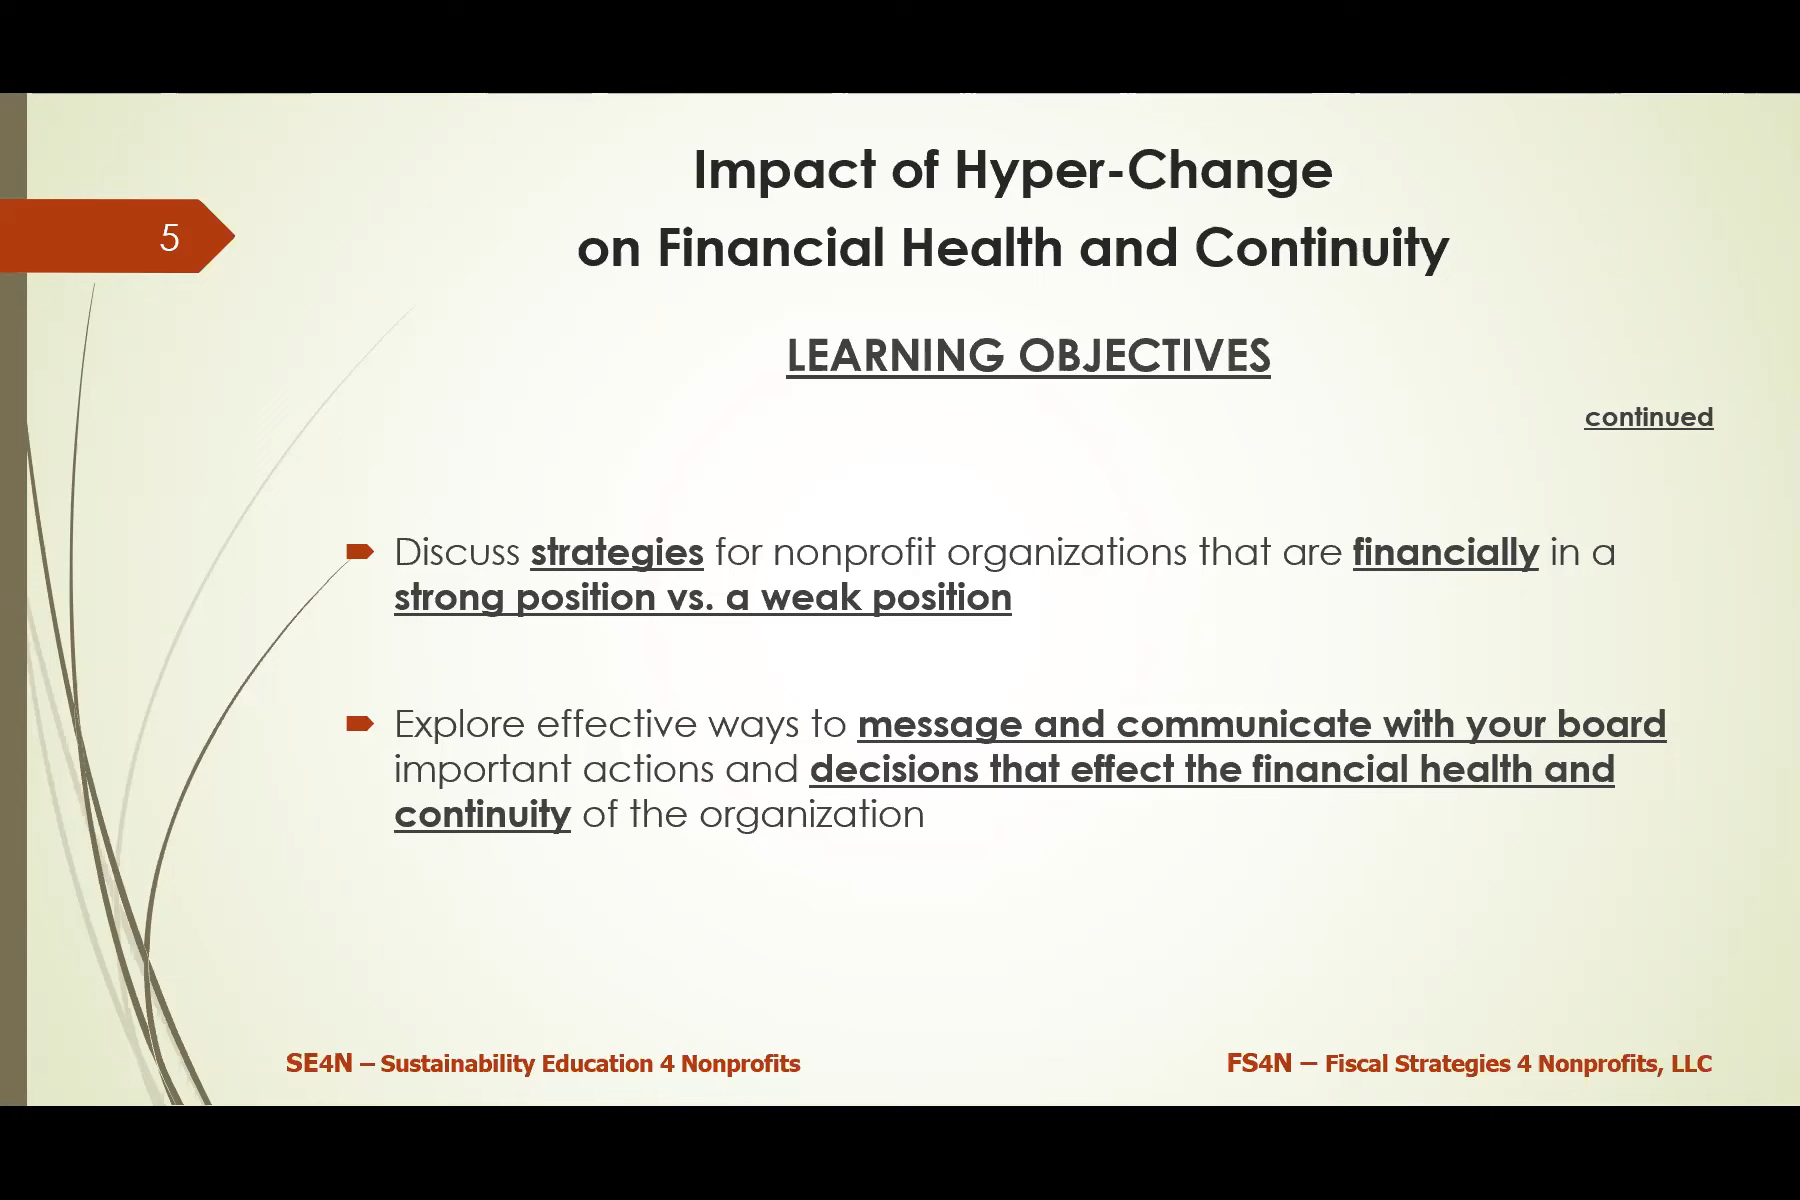 Impact of Hyper-Change
on Financial Health and Continuity
5
LEARNING OBJECTIVES
continued
Discuss strategies for nonprofit organizations that are financially in a
strong position vs. a weak position
Explore effective ways to message and communicate with your board
important actions and decisions that effect the financial health and
continuity of the organization
SE4N – Sustainability Education 4 Nonprofits
FS4N – Fiscal Strategies 4 Nonprofits, LLC